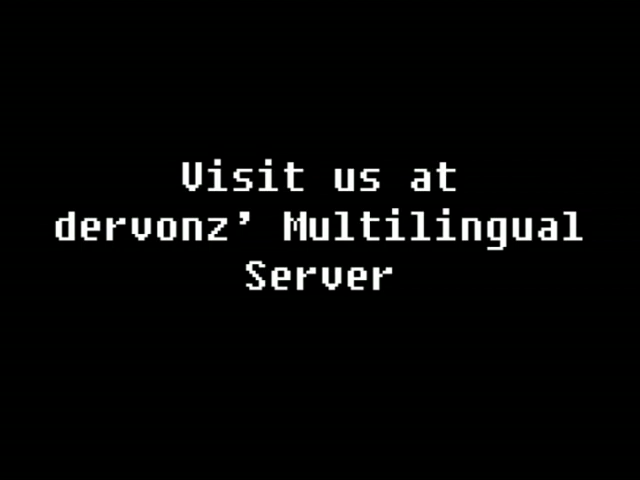 Visit us at
dervonz’ Multilingual
Server